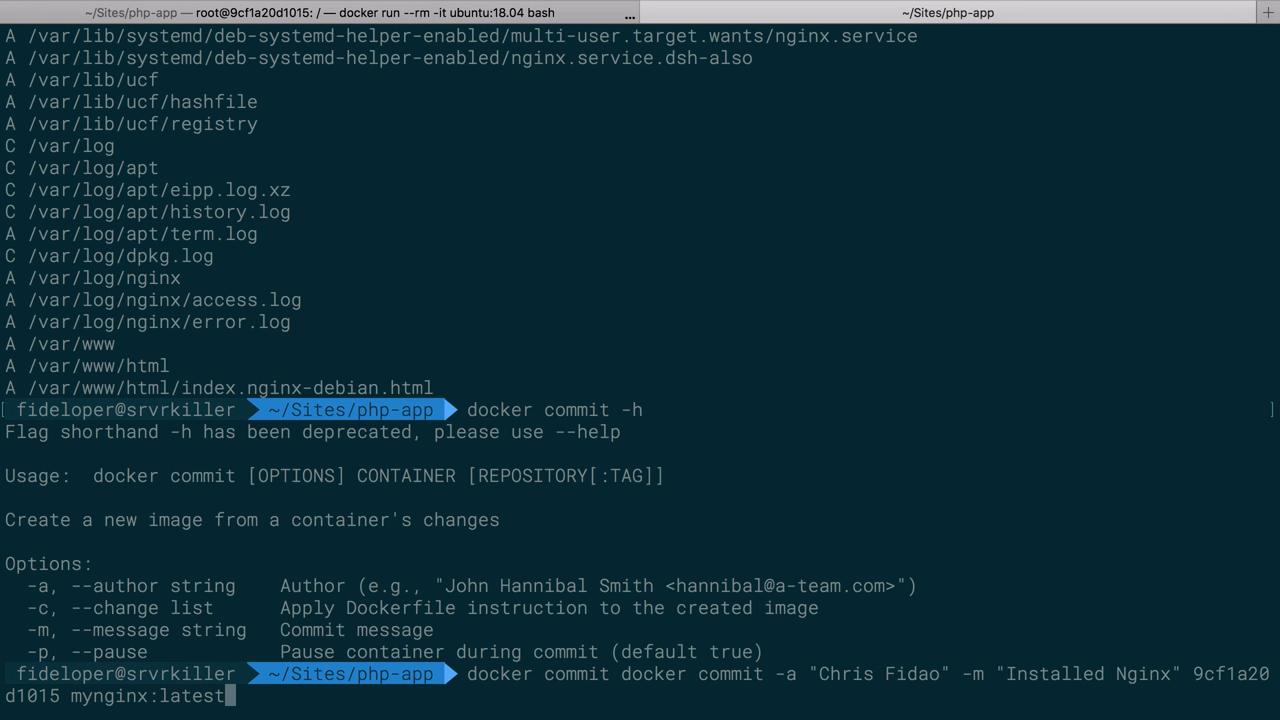 ~/Sites/php-app — root@9cf1a20d1015: / — docker run --rm -it ubuntu:18.04 bash ... ~/Sites/php-app +
A /var/lib/systemd/deb-systemd-helper-enabled/multi-user.target.wants/nginx.service
A /var/lib/systemd/deb-systemd-helper-enabled/nginx.service.dsh-also
A /var/lib/ucf
A /var/lib/ucf/hashfile
A /var/lib/ucf/registry
C /var/log
C /var/log/apt
C /var/log/apt/eipp.log.xz
C /var/log/apt/history.log
A /var/log/apt/term.log
C /var/log/dpkg.log
A /var/log/nginx
A /var/log/nginx/access.log
A /var/log/nginx/error.log
A /var/www
A /var/www/html
A /var/www/html/index.nginx-debian.html
[ fideloper@srvrkiller ~/Sites/php-app docker commit -h ]
Flag shorthand -h has been deprecated, please use --help
Usage:  docker commit [OPTIONS] CONTAINER [REPOSITORY[:TAG]]
Create a new image from a container's changes
Options:
  -a, --author string    Author (e.g., "John Hannibal Smith <hannibal@a-team.com>")
  -c, --change list      Apply Dockerfile instruction to the created image
  -m, --message string   Commit message
  -p, --pause            Pause container during commit (default true)
fideloper@srvrkiller ~/Sites/php-app docker commit docker commit -a "Chris Fidao" -m "Installed Nginx" 9cf1a20
d1015 mynginx:latest